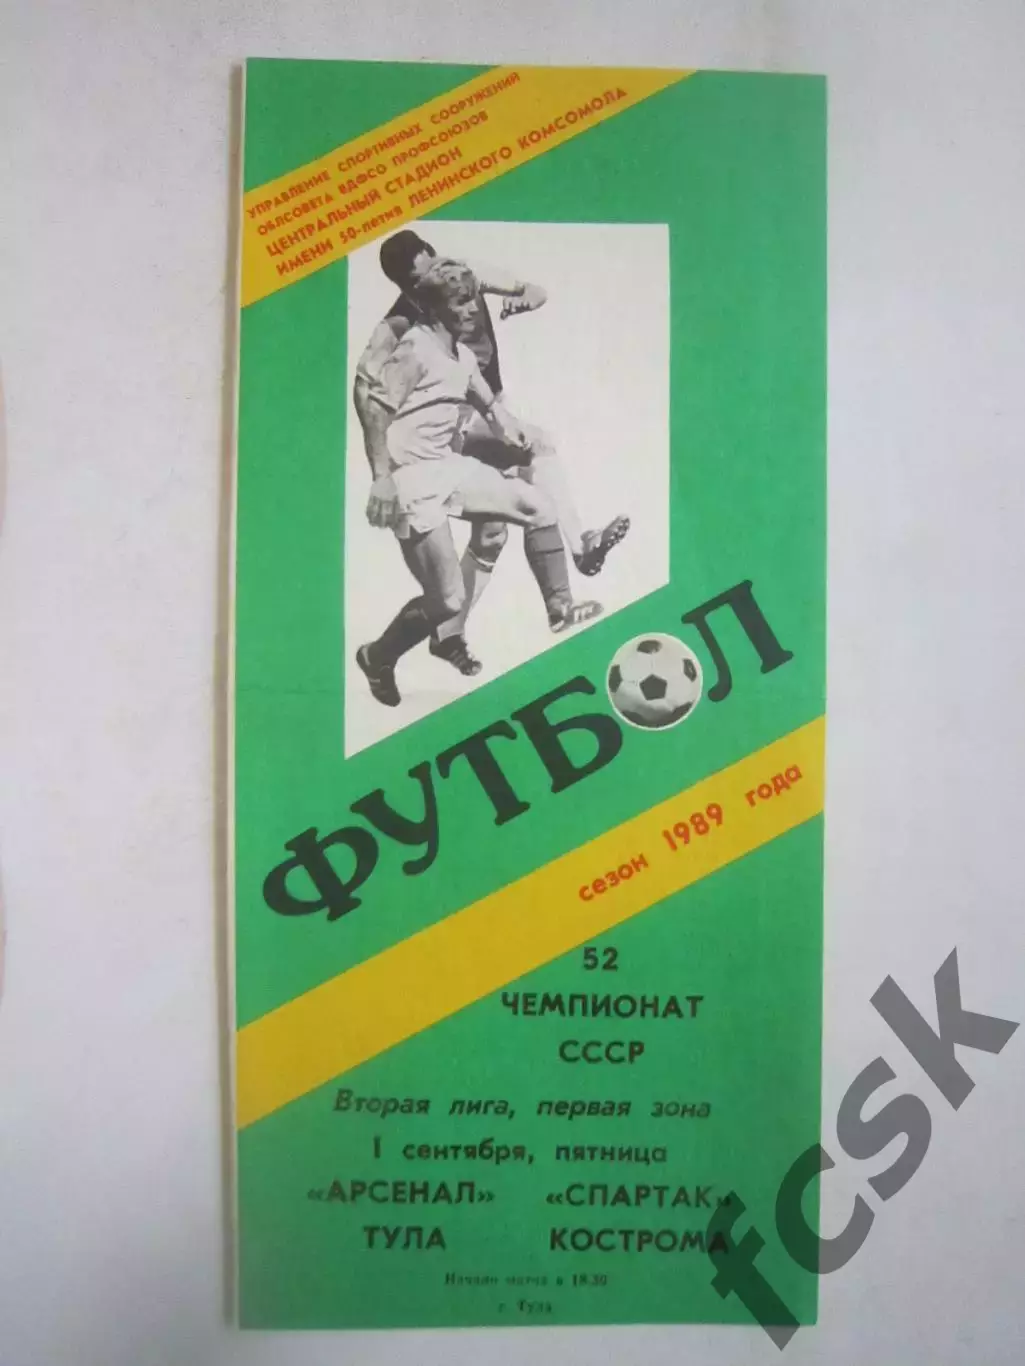 УПРАВЛЕНИЕ СПОРТИВНЫХ СООРУЖЕНИЙ
ОБЛСОВЕТА ВДФСО ПРОФСОЮЗОВ
ЦЕНТРАЛЬНЫЙ СТАДИОН
ИМЕНИ 50-летия ЛЕНИНСКОГО КОМСОМОЛА
ФУТБОЛ
сезон 1989 года
52
ЧЕМПИОНАТ
СССР
Вторая лига, первая зона
1 сентября, пятница
«АРСЕНАЛ» «СПАРТАК»
ТУЛА КОСТРОМА
Начало матча в 18.30
г. Тула
fcsk